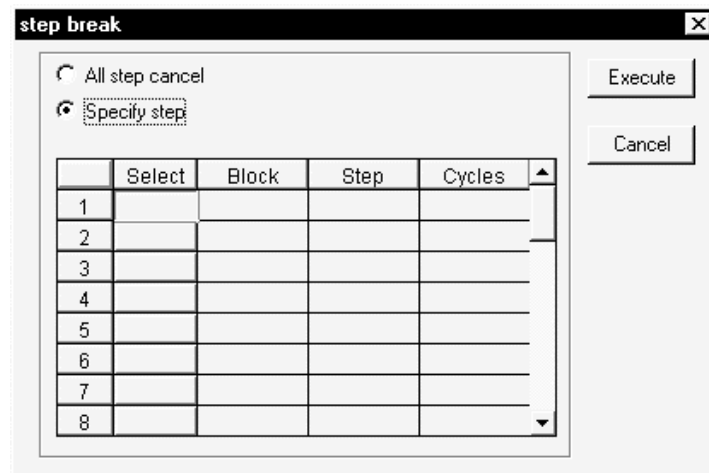 step break
All step cancel
Execute
Specify step
Cancel
Select Block Step Cycles
1
2
3
4
5
6
7
8